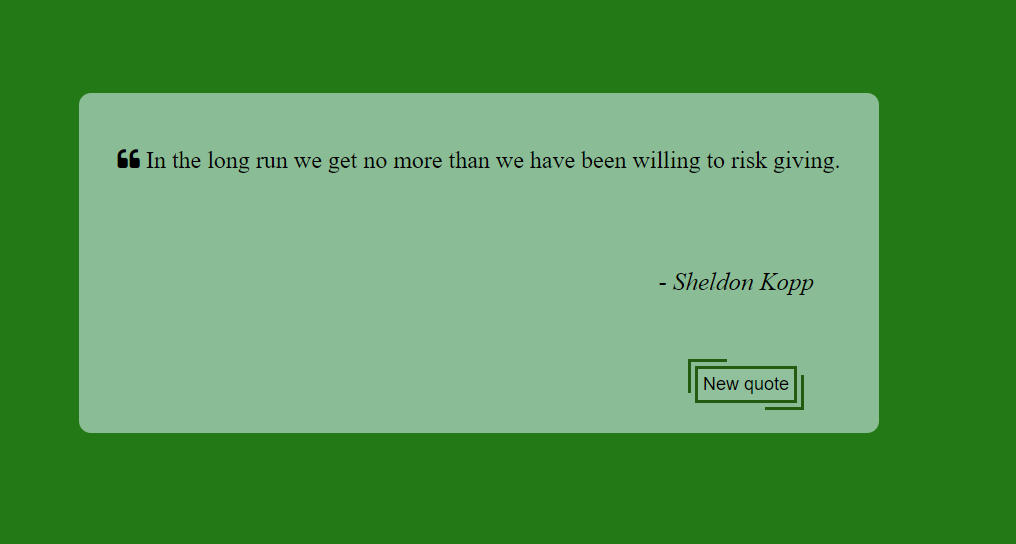 ❝ In the long run we get no more than we have been willing to risk giving.
- Sheldon Kopp
New quote